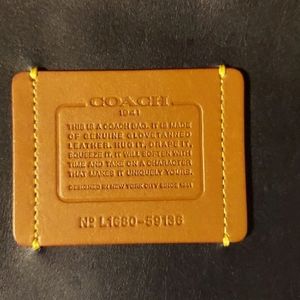 COACH
1941
THIS IS A COACH BAG. IT IS MADE
OF GENUINE GLOVETANNED
LEATHER. HUG IT, DRAPE IT,
SQUEEZE IT. IT WILL SOFTEN WITH
TIME AND TAKE ON A CHARACTER
THAT MAKES IT UNIQUELY YOURS.
DESIGNED IN NEW YORK CITY SINCE 1941
Nº L1680-59136